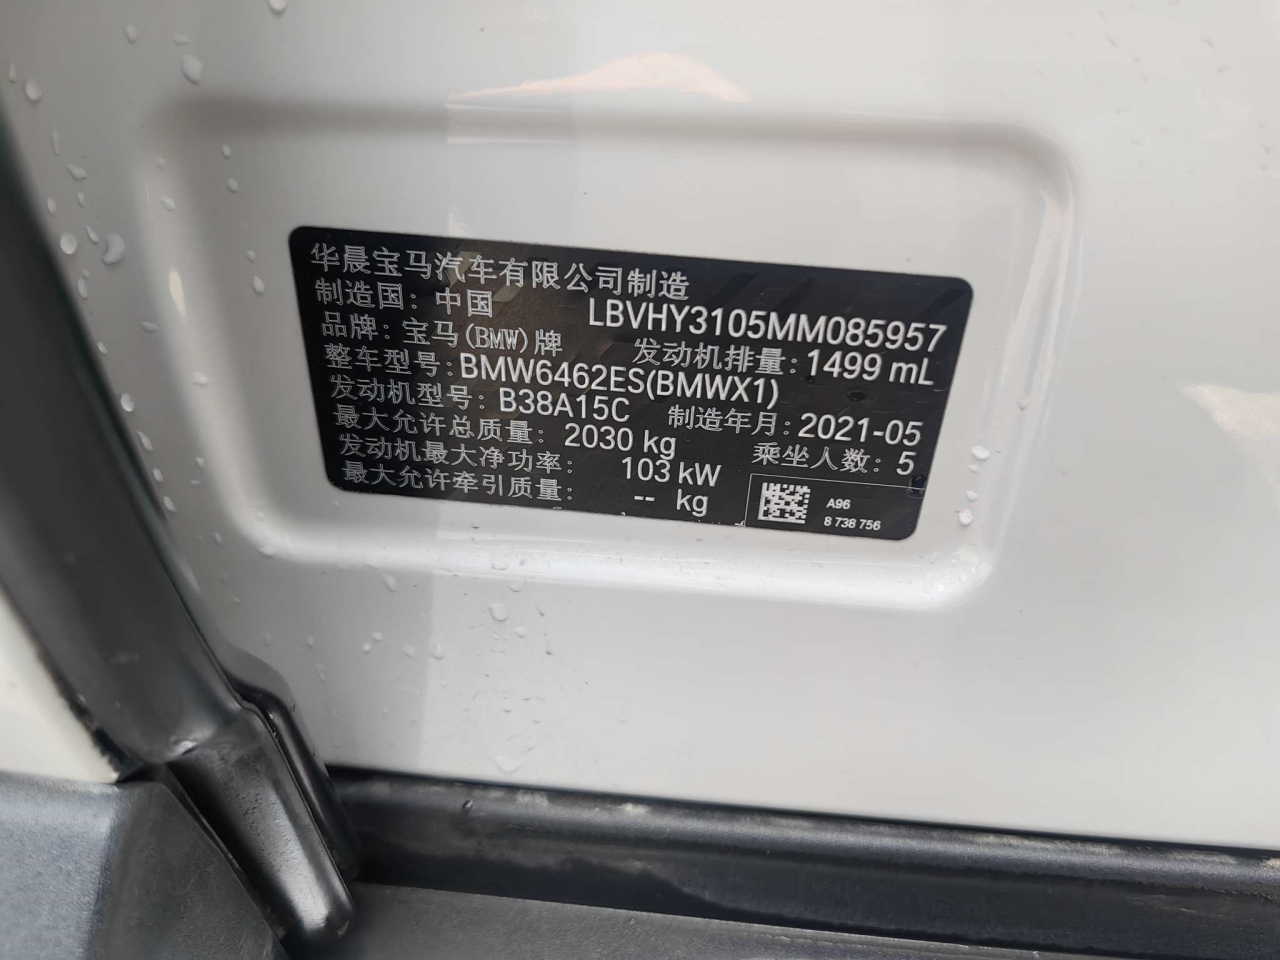 华晨宝马汽车有限公司制造
制造国：中国 LBVHY3105MM085957
品牌：宝马(BMW)牌 发动机排量：1499 mL
整车型号：BMW6462ES(BMWX1)
发动机型号：B38A15C 制造年月：2021-05
最大允许总质量：2030 kg 乘坐人数：5
发动机最大净功率：103 kW
最大允许牵引质量：-- kg
A96
8 738 756